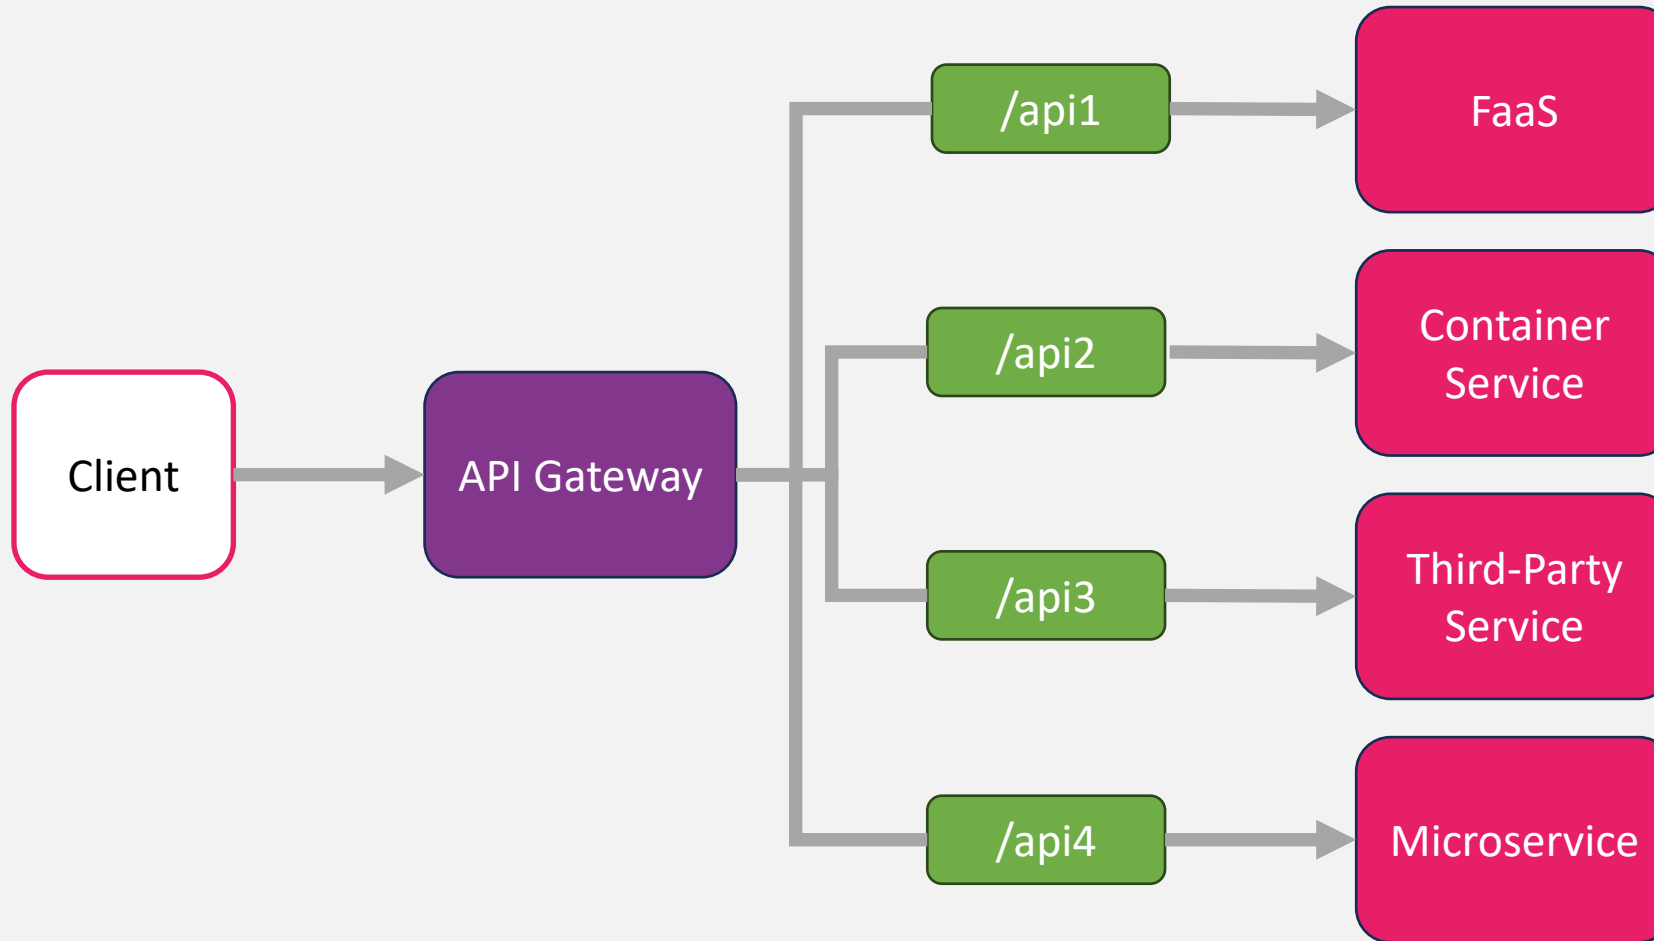 /api1
FaaS
/api2
Container
Service
Client
API Gateway
/api3
Third-Party
Service
/api4
Microservice